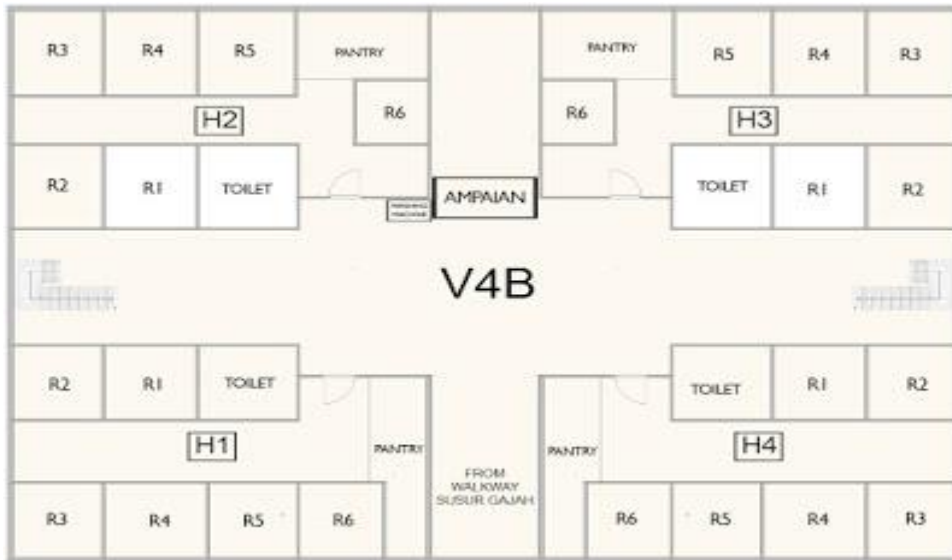 R3
R4
R5
PANTRY
PANTRY
R5
R4
R3
H2
R6
R6
H3
R2
R1
TOILET
AMPAIAN
TOILET
R1
R2
WASHING
MACHINE
V4B
R2
R1
TOILET
TOILET
R1
R2
H1
PANTRY
PANTRY
H4
FROM
WALKWAY
SUSUR GAJAH
R3
R4
R5
R6
R6
R5
R4
R3